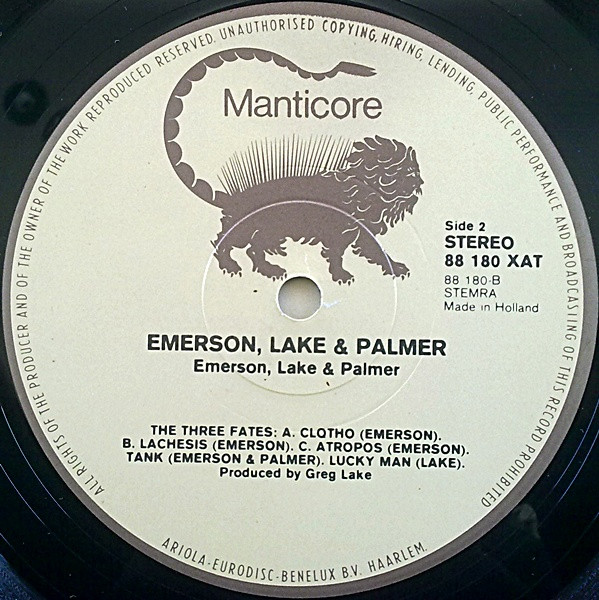 ALL RIGHTS OF THE PRODUCER AND OF THE OWNER OF THE WORK REPRODUCED RESERVED. UNAUTHORISED COPYING, HIRING, LENDING, PUBLIC PERFORMANCE AND BROADCASTING OF THIS RECORD PROHIBITED
Manticore
Side 2
STEREO
88 180 XAT
88 180-B
STEMRA
Made in Holland
EMERSON, LAKE & PALMER
Emerson, Lake & Palmer
THE THREE FATES: A. CLOTHO (EMERSON).
B. LACHESIS (EMERSON). C. ATROPOS (EMERSON).
TANK (EMERSON & PALMER). LUCKY MAN (LAKE).
Produced by Greg Lake
ARIOLA-EURODISC-BENELUX B.V. HAARLEM.